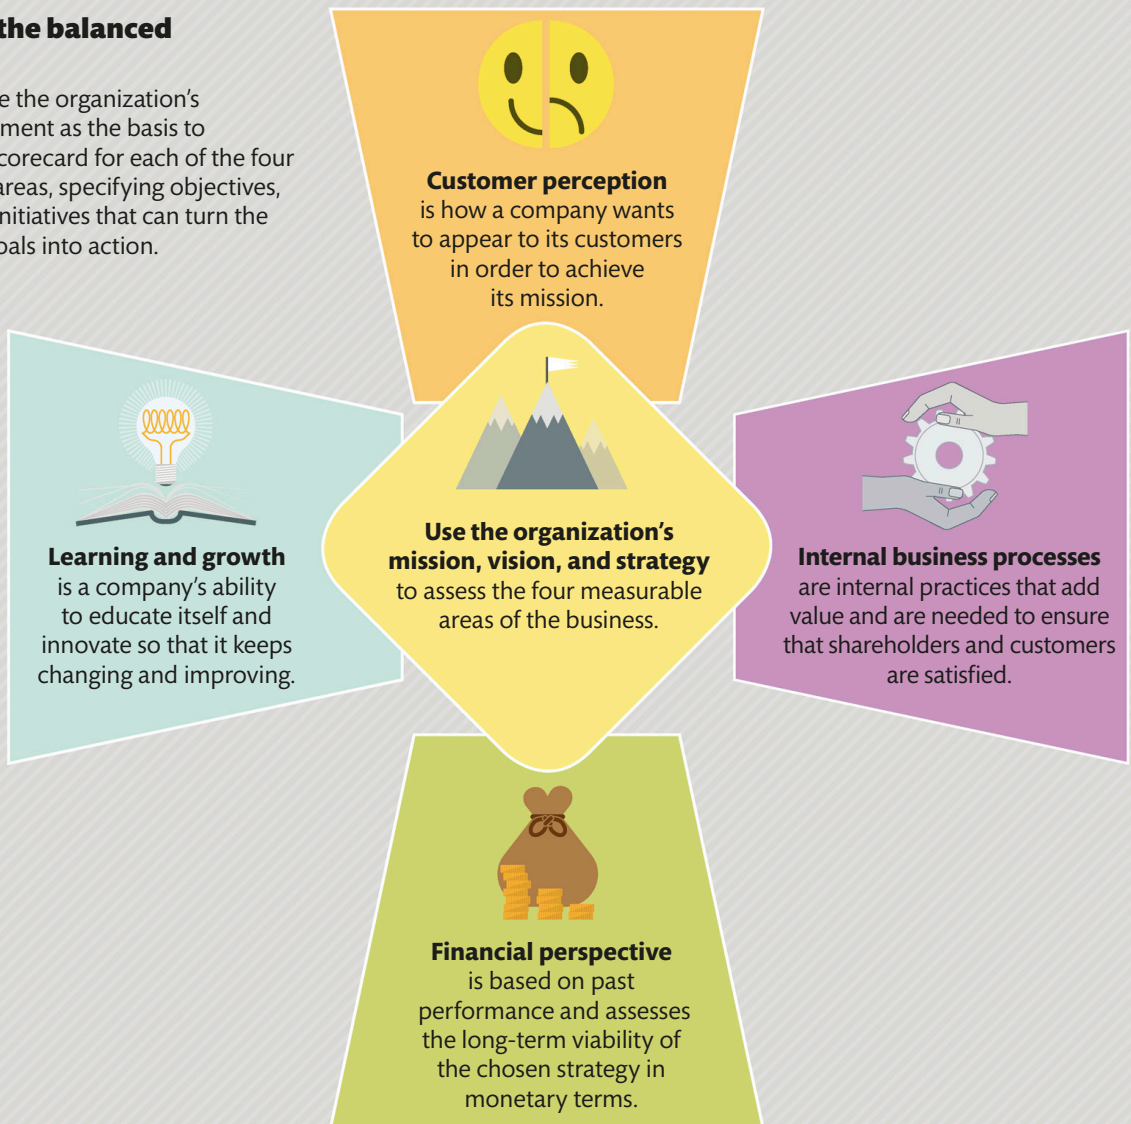 the balanced
e the organization's
ment as the basis to
corecard for each of the four
areas, specifying objectives,
nitiatives that can turn the
oals into action.
Customer perception
is how a company wants
to appear to its customers
in order to achieve
its mission.
Learning and growth
is a company's ability
to educate itself and
innovate so that it keeps
changing and improving.
Use the organization's
mission, vision, and strategy
to assess the four measurable
areas of the business.
Internal business processes
are internal practices that add
value and are needed to ensure
that shareholders and customers
are satisfied.
Financial perspective
is based on past
performance and assesses
the long-term viability of
the chosen strategy in
monetary terms.